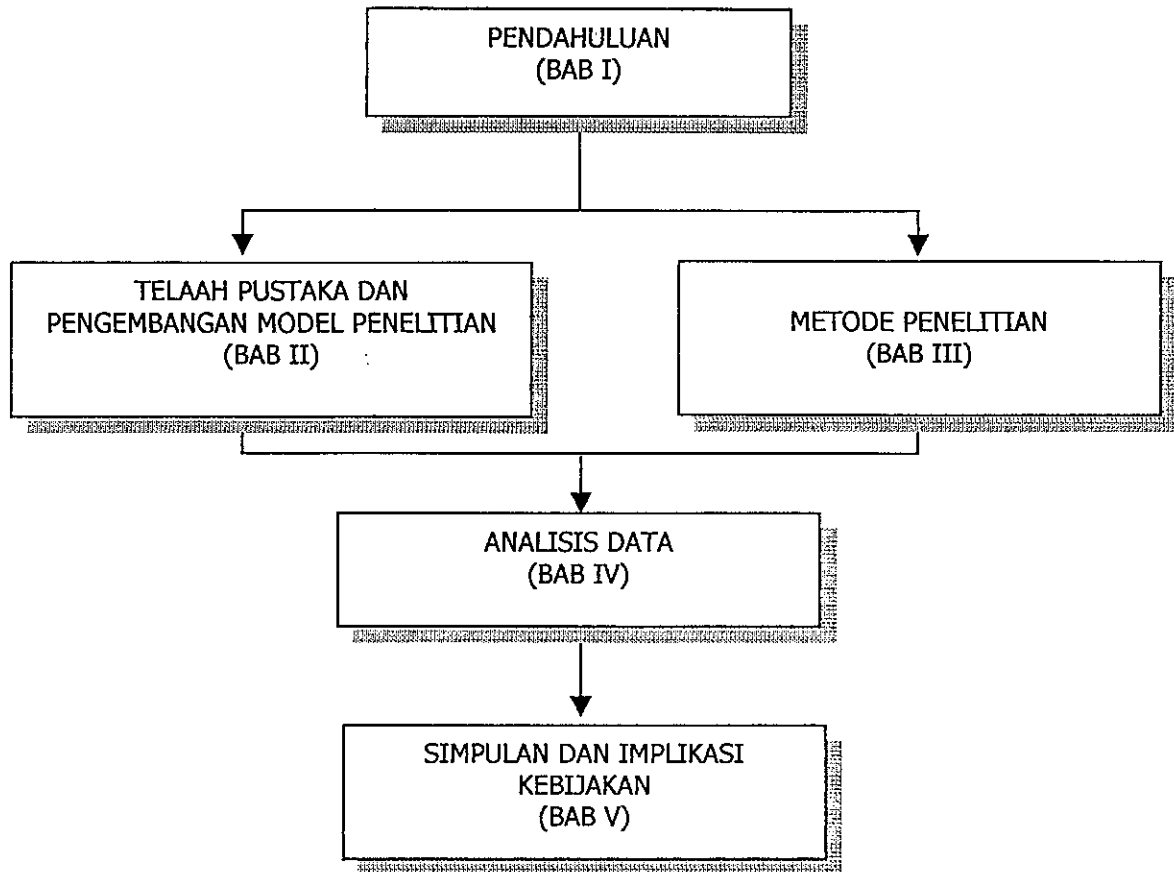 PENDAHULUAN
(BAB I)
TELAAH PUSTAKA DAN
PENGEMBANGAN MODEL PENELITIAN
(BAB II)
METODE PENELITIAN
(BAB III)
ANALISIS DATA
(BAB IV)
SIMPULAN DAN IMPLIKASI
KEBIJAKAN
(BAB V)